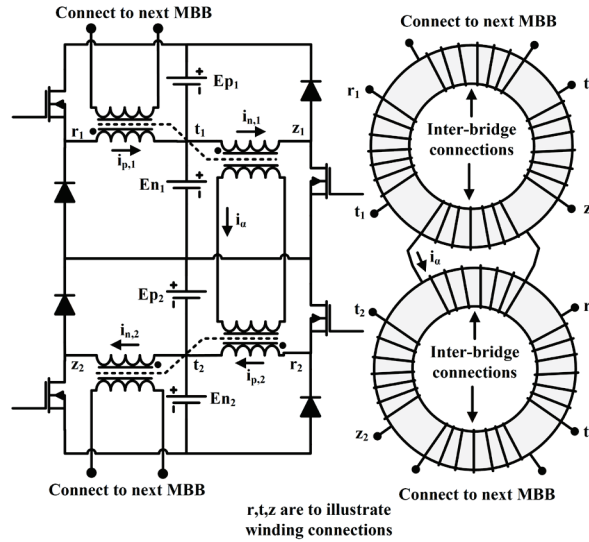 Connect to next MBB
Connect to next MBB
Ep₁
r₁
t₁
iₙ,₁
z₁
iₚ,₁
En₁
iα
Ep₂
iₙ,₂
z₂
t₂
r₂
iₚ,₂
En₂
Connect to next MBB
r₁
t
Inter-bridge
connections
t₁
z
iα
t₂
r
Inter-bridge
connections
z₂
t
Connect to next MBB
r,t,z are to illustrate
winding connections